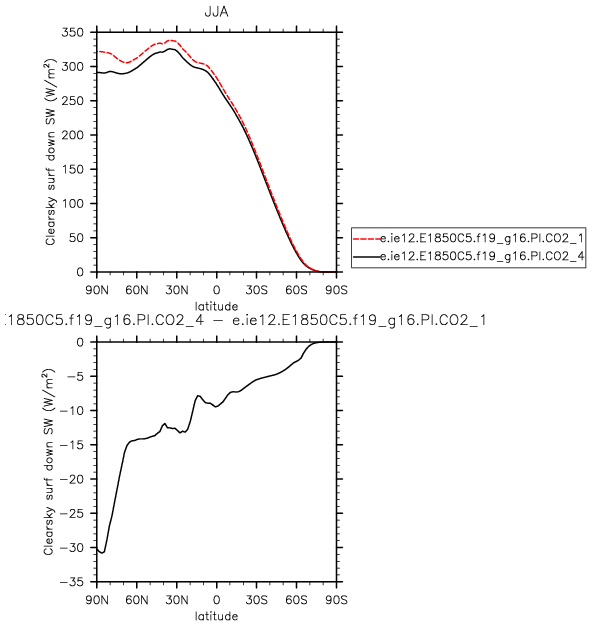 JJA
Clearsky surf down SW (W/m²)
350
300
250
200
150
100
50
0
90N 60N 30N 0 30S 60S 90S
latitude
e.ie12.E1850C5.f19_g16.PI.CO2_1
e.ie12.E1850C5.f19_g16.PI.CO2_4
.1850C5.f19_g16.PI.CO2_4 − e.ie12.E1850C5.f19_g16.PI.CO2_1
Clearsky surf down SW (W/m²)
0
−5
−10
−15
−20
−25
−30
−35
90N 60N 30N 0 30S 60S 90S
latitude